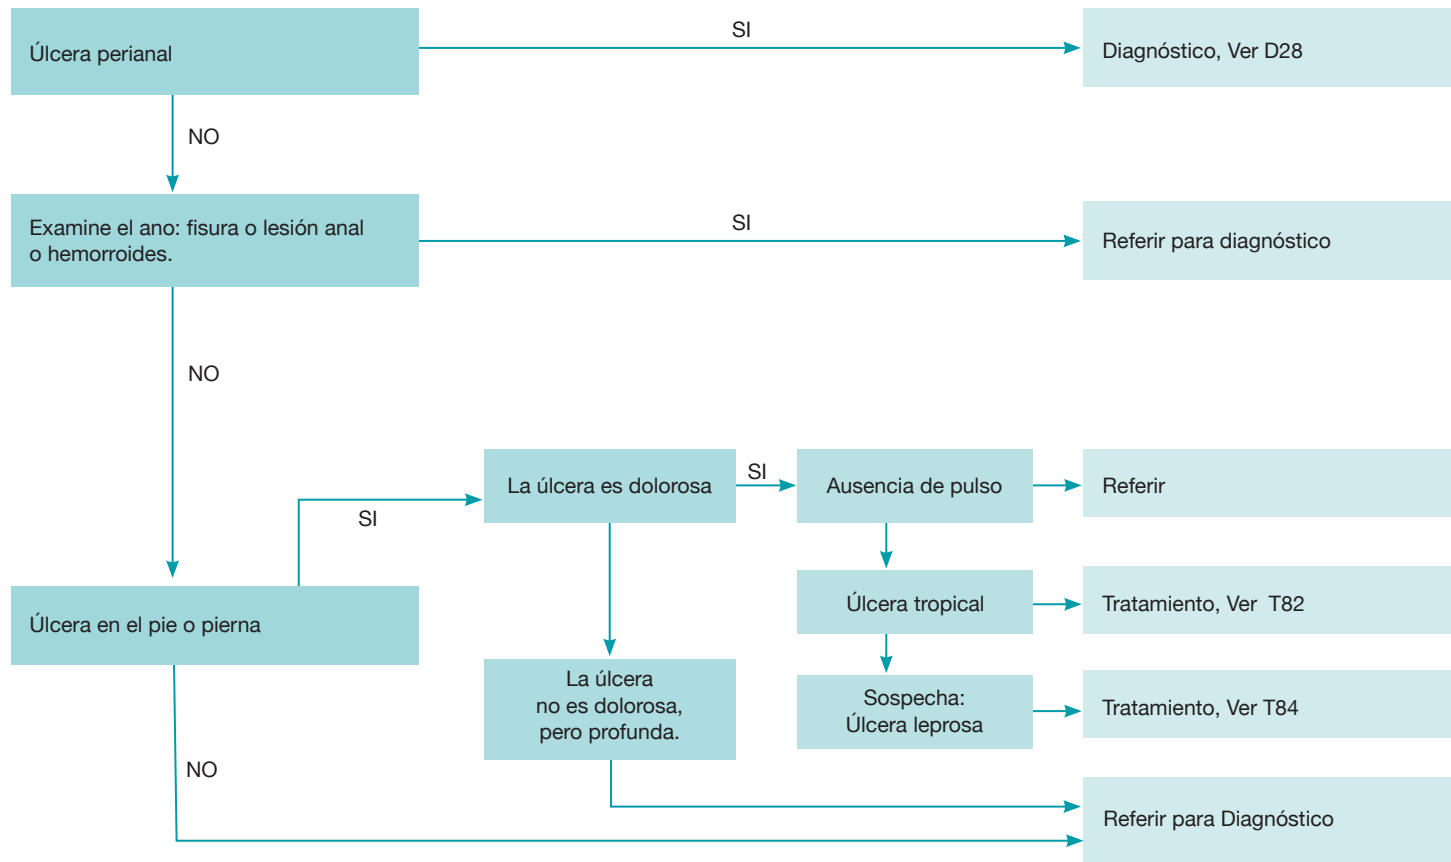 Úlcera perianal
SI
Diagnóstico, Ver D28
NO
Examine el ano: fisura o lesión anal
o hemorroides.
SI
Referir para diagnóstico
NO
La úlcera es dolorosa
SI
Ausencia de pulso
Referir
SI
Úlcera en el pie o pierna
Úlcera tropical
Tratamiento, Ver T82
La úlcera
no es dolorosa,
pero profunda.
Sospecha:
Úlcera leprosa
Tratamiento, Ver T84
NO
Referir para Diagnóstico